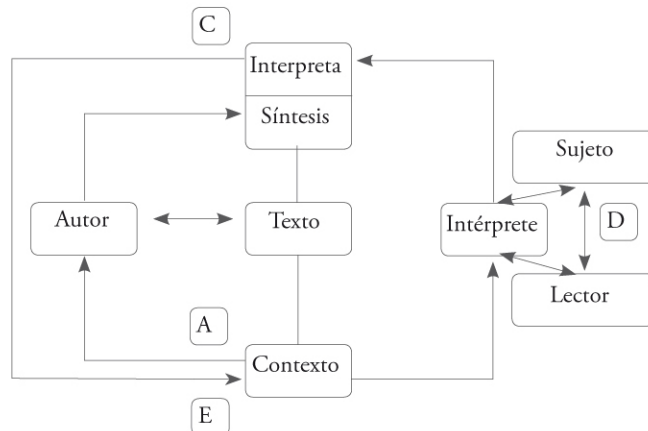 C
Interpreta
Síntesis
Sujeto
Autor
Texto
Intérprete
D
Lector
A
Contexto
E